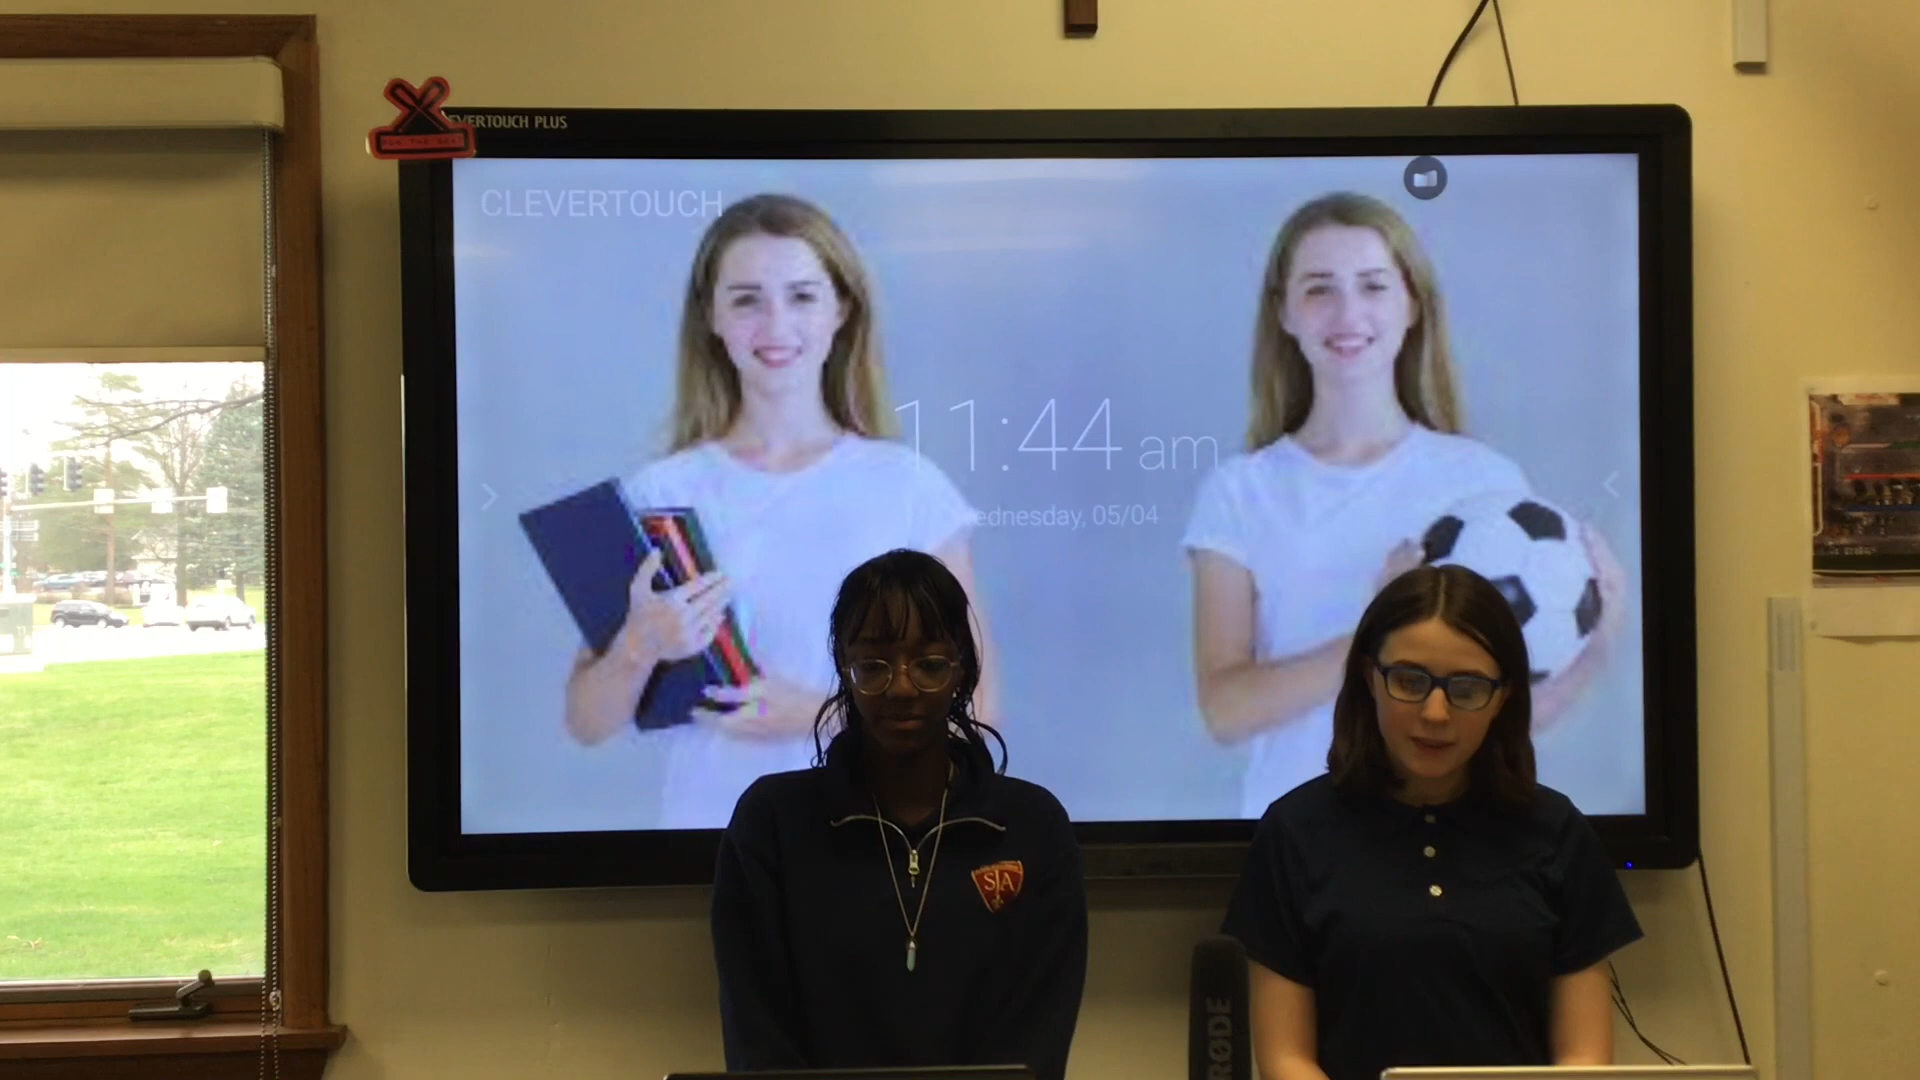 EVERTOUCH PLUS
CLEVERTOUCH
11:44 am
ednesday, 05/04
SJA
RØDE